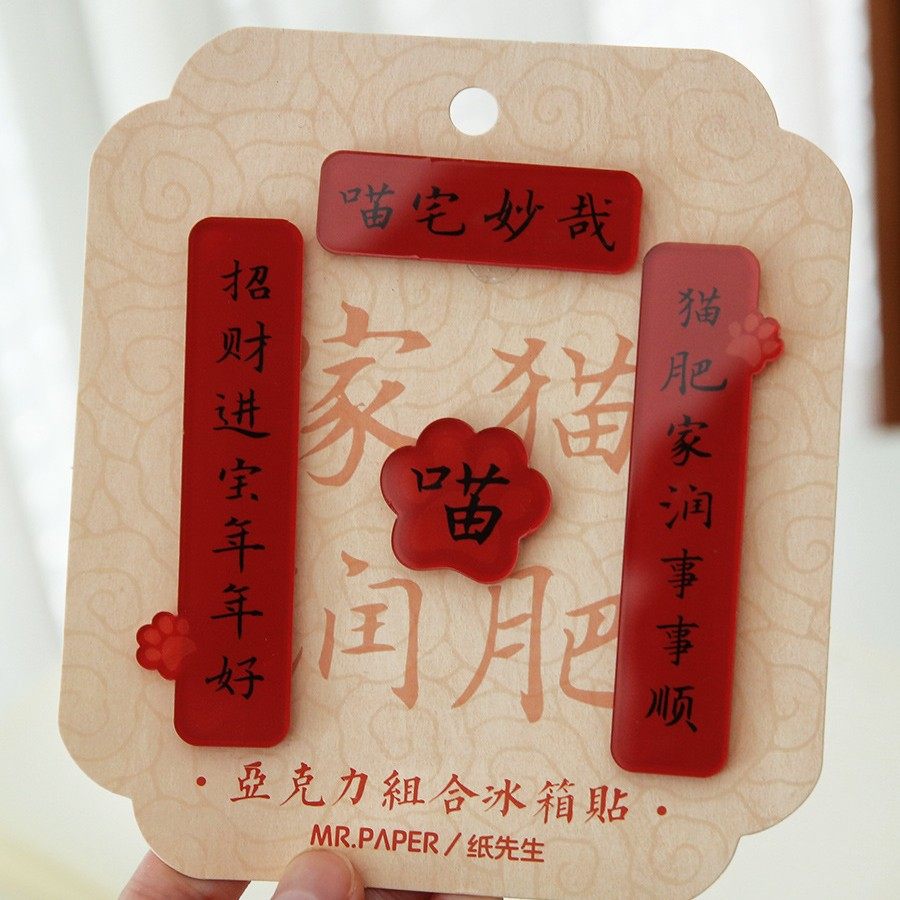 喵宅妙哉
猫肥家润事事顺
招财进宝年年好
喵
猫肥
家润
·亞克力組合冰箱貼·
MR.PAPER/纸先生